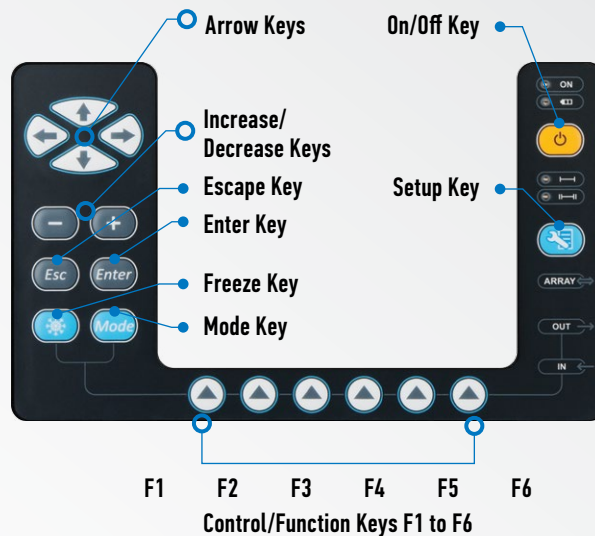 Arrow Keys
On/Off Key
ON
Increase/
Decrease Keys
Escape Key
Setup Key
Enter Key
Esc
Enter
ARRAY
Freeze Key
Mode
Mode Key
OUT
IN
F1 F2 F3 F4 F5 F6
Control/Function Keys F1 to F6